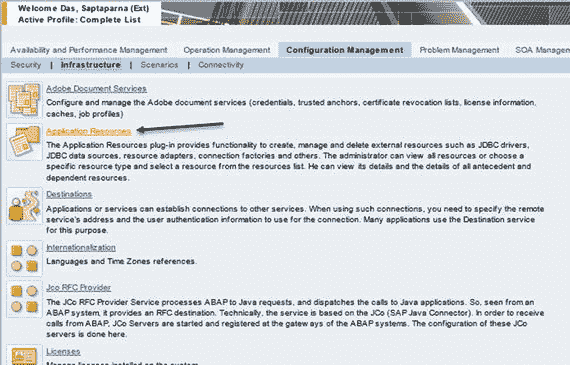 Welcome Das, Saptaparna (Ext)
Active Profile: Complete List
Availability and Performance Management Operation Management Configuration Management Problem Management SOA Managem
Security | Infrastructure | Scenarios | Connectivity
Adobe Document Services
Configure and manage the Adobe document services (credentials, trusted anchors, certificate revocation lists, license information,
caches, job profiles)
Application Resources
The Application Resources plug-in provides functionality to create, manage and delete external resources such as JDBC drivers,
JDBC data sources, resource adapters, connection factories and others. The administrator can view all resources or choose a
specific resource type and select a resource from the resources list. He can view its details and the details of all antecedent and
dependent resources.
Destinations
Applications or services can establish connections to other services. When using such connections, you need to specify the remote
service's address and the user authentication information to use for the connection. Many applications use the Destination service
for this purpose.
Internationalization
Languages and Time Zones references.
Jco RFC Provider
The JCo RFC Provider Service processes ABAP to Java requests, and dispatches the calls to Java applications. So, seen from an
ABAP system, it provides an RFC destination. Technically, the service is based on the JCo (SAP Java Connector). In order to receive
calls from ABAP, JCo Servers are started and registered at the gateways of the ABAP systems. The configuration of these JCo
servers is done here.
Licenses
Manage licenses installed on the system